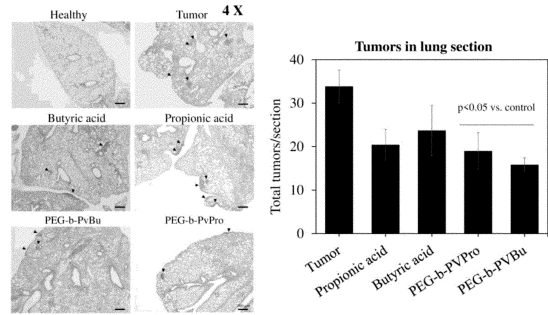 4 X
Healthy Tumor
Butyric acid Propionic acid
PEG-b-PvBu PEG-b-PvPro
Tumors in lung section
Total tumors/section
40
30
20
10
0
p<0.05 vs. control
Tumor
Propionic acid
Butyric acid
PEG-b-PVPro
PEG-b-PVBu